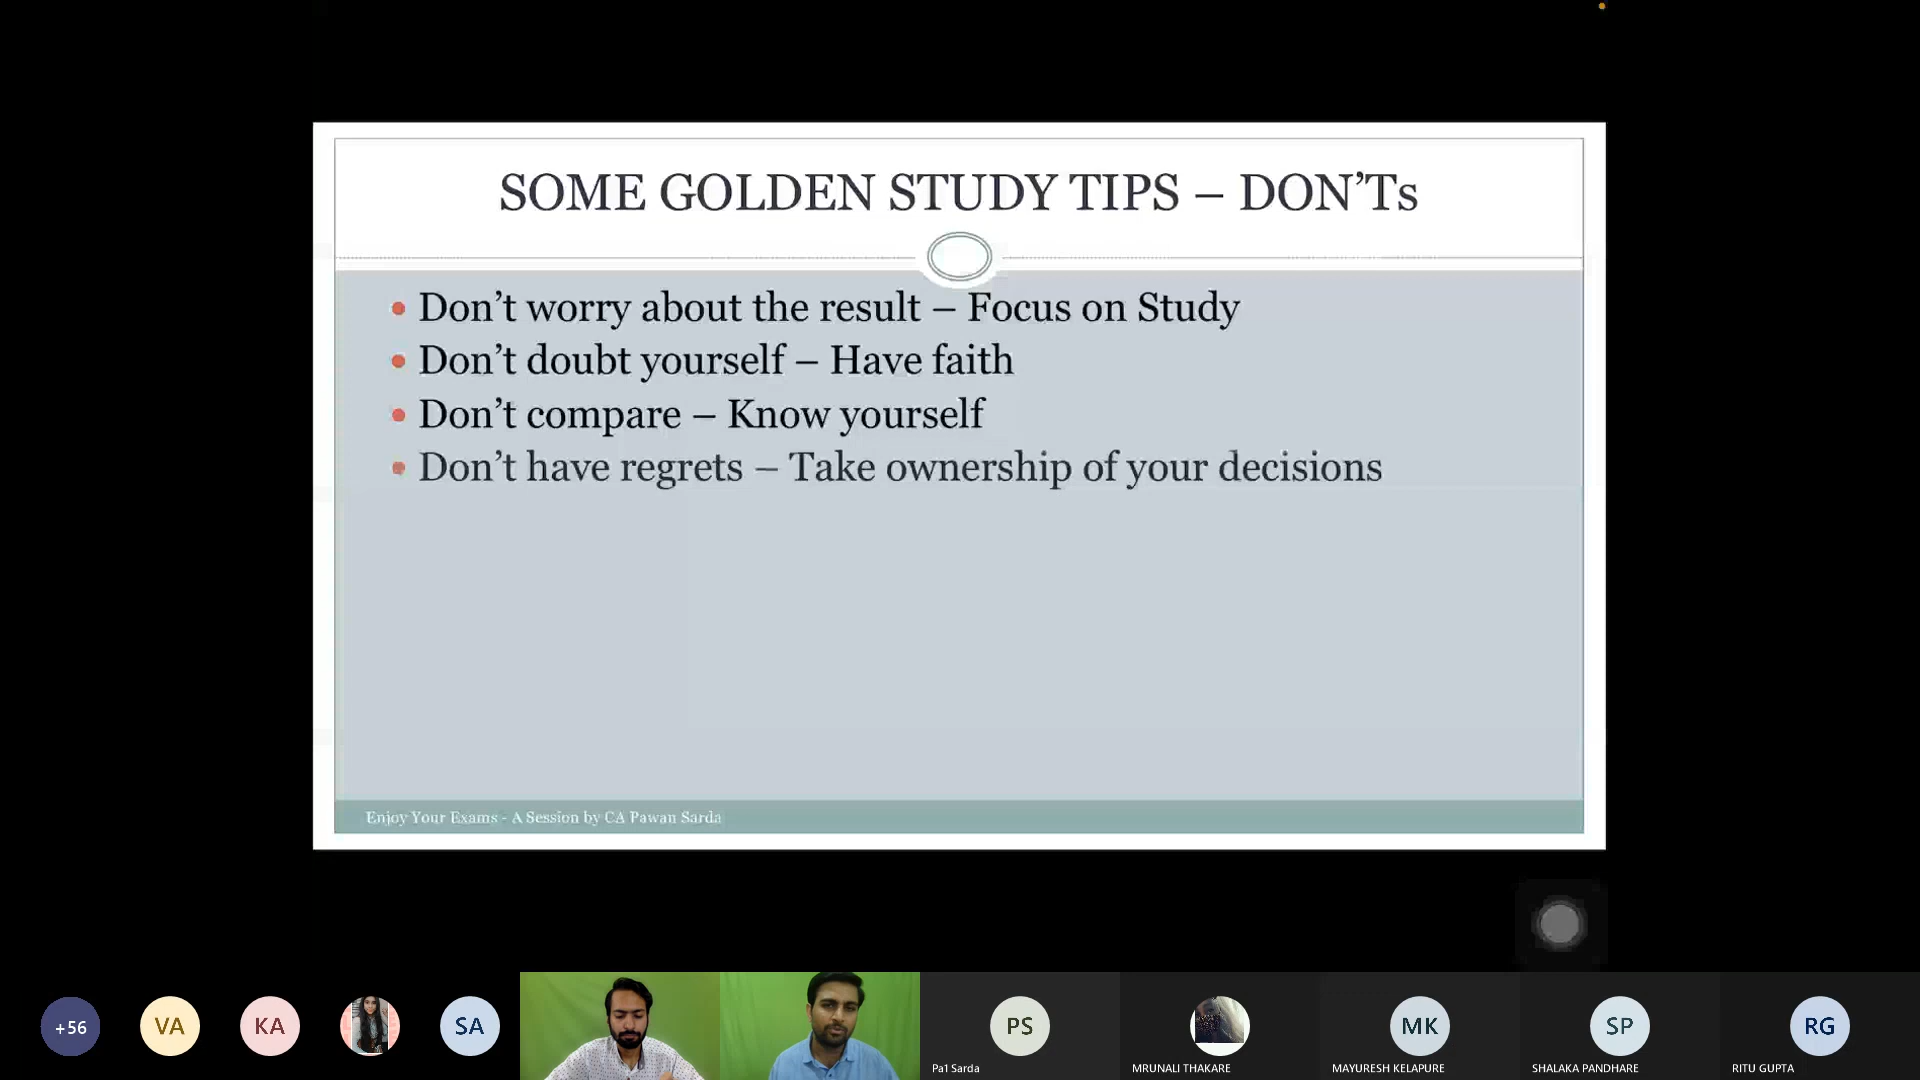 SOME GOLDEN STUDY TIPS – DON’Ts
• Don’t worry about the result – Focus on Study
• Don’t doubt yourself – Have faith
• Don’t compare – Know yourself
• Don’t have regrets – Take ownership of your decisions
Enjoy Your Exams - A Session by CA Pawan Sarda
+56
VA
KA
SA
PS
MK
SP
RG
Pa1 Sarda
MRUNALI THAKARE
MAYURESH KELAPURE
SHALAKA PANDHARE
RITU GUPTA